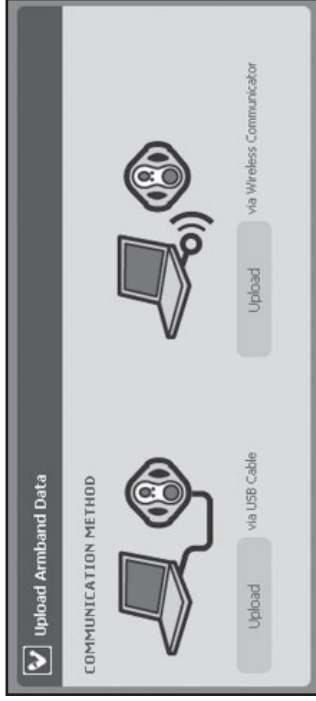 Upload Armband Data
COMMUNICATION METHOD
Upload via USB Cable
Upload via Wireless Communicator